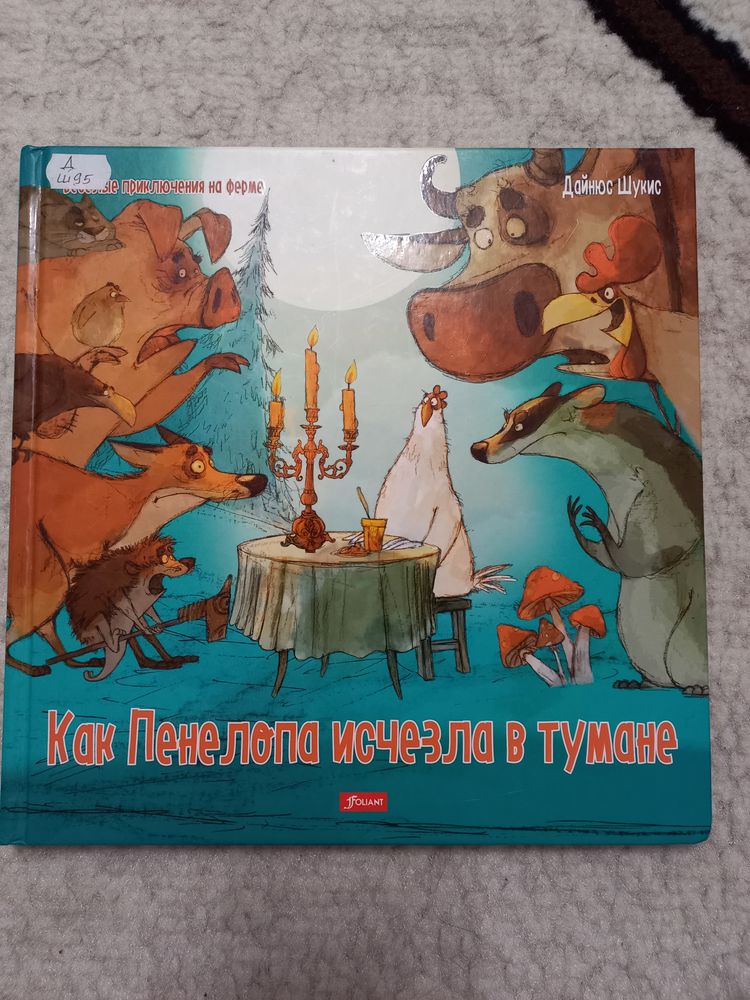 Д
Ш95
Весёлые приключения на ферме
Дайнюс Шукис
Как Пенелопа исчезла в тумане
FOLIANT